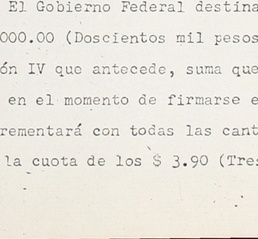 El Gobierno Federal destina
000.00 (Doscientos mil pesos
ón IV que antecede, suma que
en el momento de firmarse e
rementará con todas las cant
la cuota de los $ 3.90 (Tres